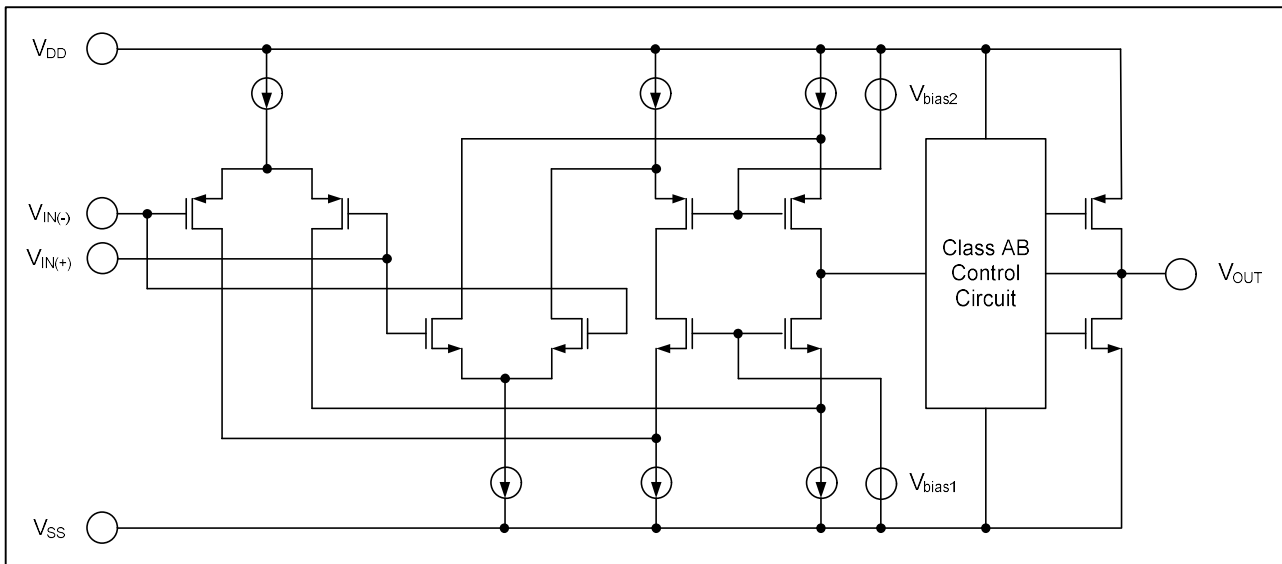 VDD
Vbias2
VIN(-)
VIN(+)
Class AB
Control
Circuit
VOUT
Vbias1
VSS